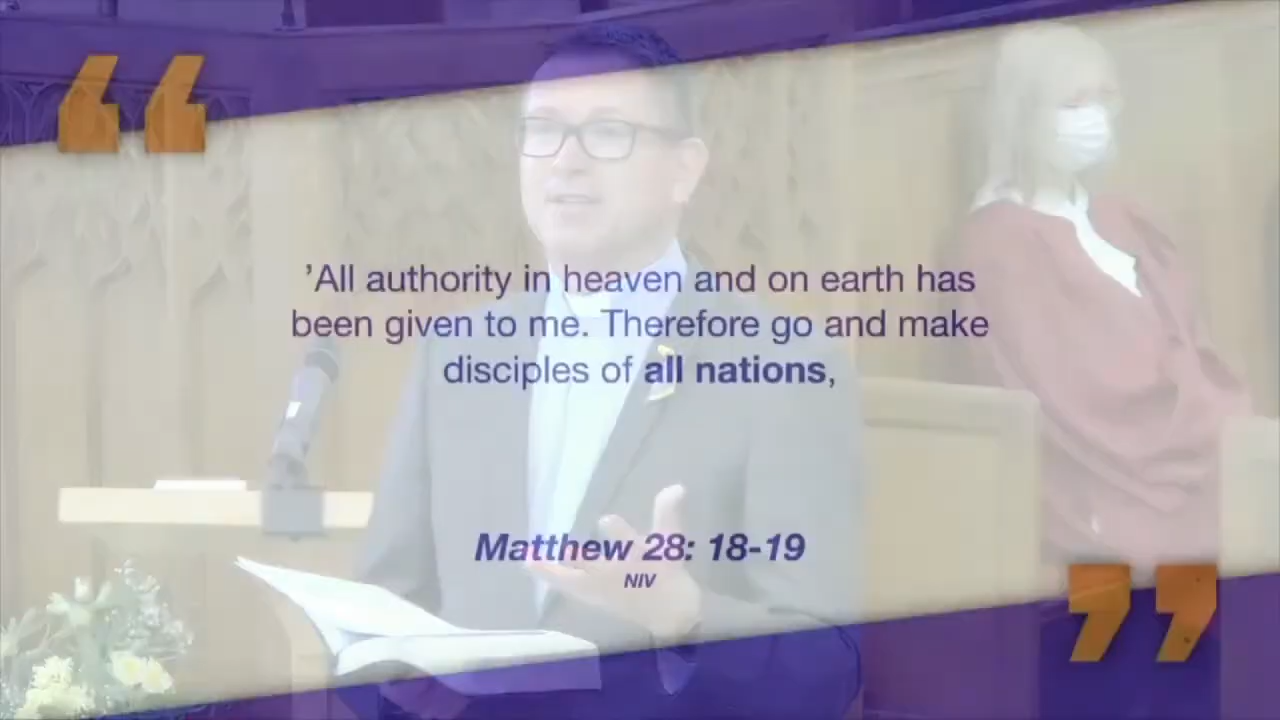 ’All authority in heaven and on earth has
been given to me. Therefore go and make
disciples of all nations,
Matthew 28: 18-19
NIV